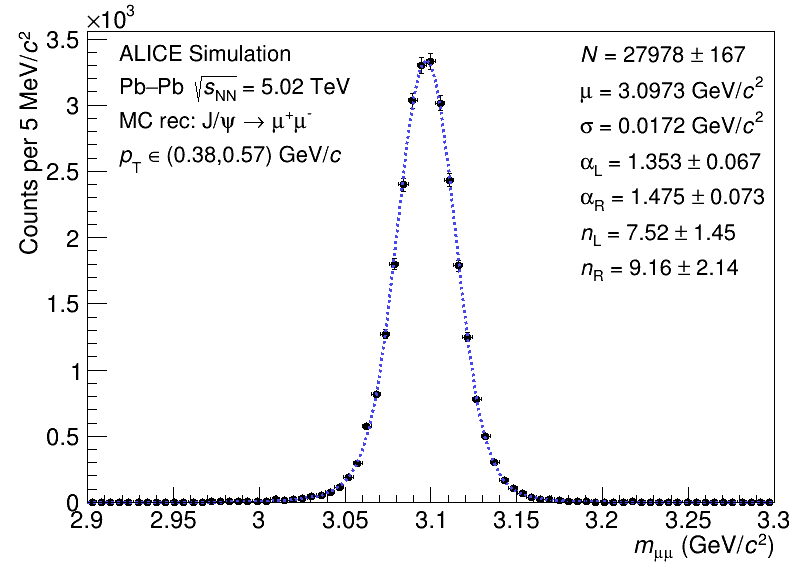 ×10³
Counts per 5 MeV/c²
ALICE Simulation
Pb–Pb √sNN = 5.02 TeV
MC rec: J/ψ → μ⁺μ⁻
pT ∈ (0.38,0.57) GeV/c
N = 27978 ± 167
μ = 3.0973 GeV/c²
σ = 0.0172 GeV/c²
αL = 1.353 ± 0.067
αR = 1.475 ± 0.073
nL = 7.52 ± 1.45
nR = 9.16 ± 2.14
3.5
3
2.5
2
1.5
1
0.5
0
2.9 2.95 3 3.05 3.1 3.15 3.2 3.25 3.3
mμμ (GeV/c²)